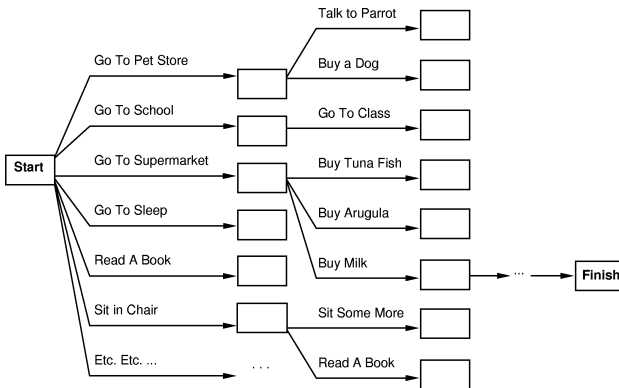 Talk to Parrot
Go To Pet Store
Buy a Dog
Go To School
Go To Class
Start
Go To Supermarket
Buy Tuna Fish
Go To Sleep
Buy Arugula
Read A Book
Buy Milk
...
Finish
Sit in Chair
Sit Some More
Etc. Etc. ...
. . .
Read A Book